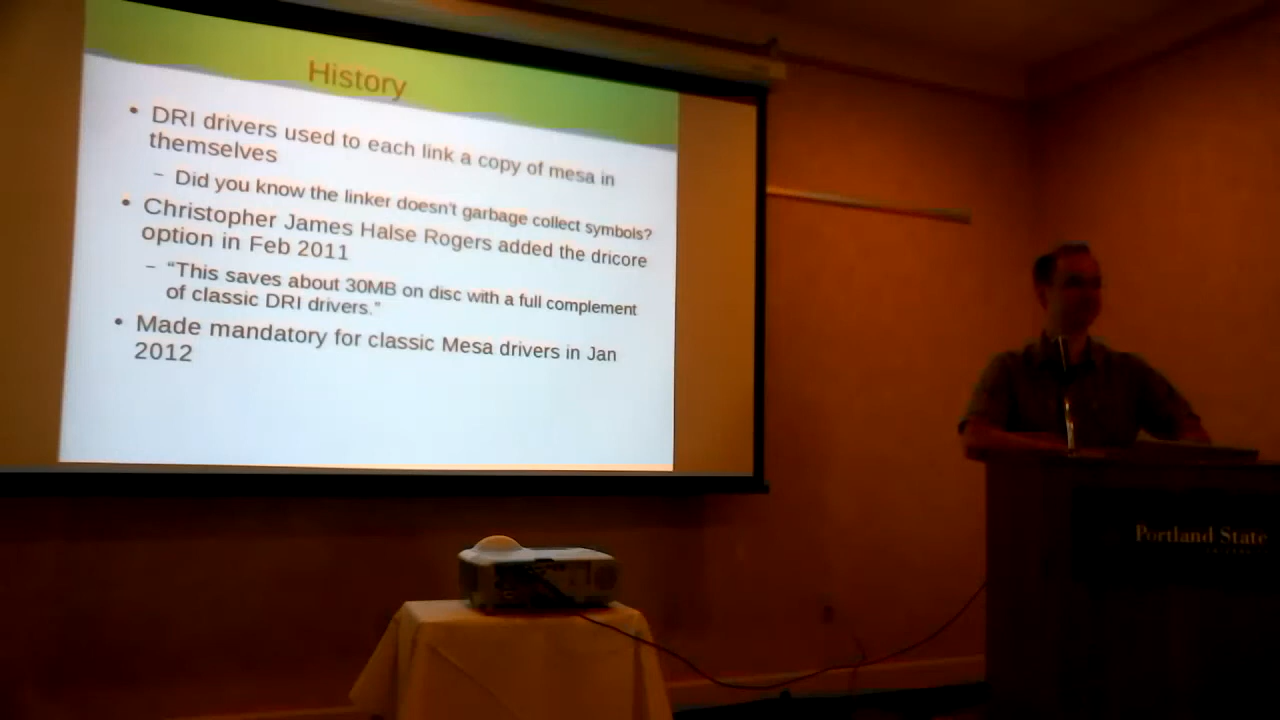 History
• DRI drivers used to each link a copy of mesa in
themselves
– Did you know the linker doesn't garbage collect symbols?
• Christopher James Halse Rogers added the dricore
option in Feb 2011
– “This saves about 30MB on disc with a full complement
of classic DRI drivers.”
• Made mandatory for classic Mesa drivers in Jan
2012
Portland State